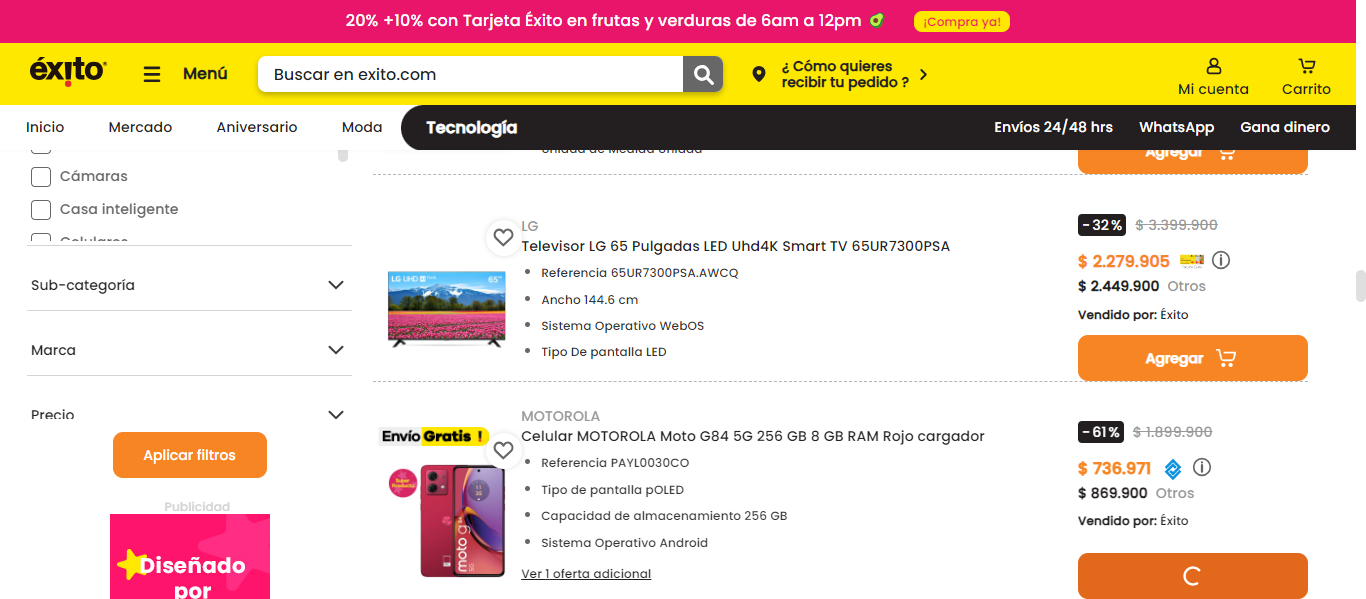 20% +10% con Tarjeta Éxito en frutas y verduras de 6am a 12pm
¡Compra ya!
éxito
Menú
Buscar en exito.com
¿ Cómo quieres
recibir tu pedido ?
Mi cuenta
Carrito
Inicio
Mercado
Aniversario
Moda
Tecnología
Envíos 24/48 hrs
WhatsApp
Gana dinero
Cámaras
Casa inteligente
Celulares
Sub-categoría
Marca
Precio
Aplicar filtros
Publicidad
Diseñado
por
Unidad de Medida Unidad
Agregar
LG
Televisor LG 65 Pulgadas LED Uhd4K Smart TV 65UR7300PSA
LG UHD
65"
Referencia 65UR7300PSA.AWCQ
Ancho 144.6 cm
Sistema Operativo WebOS
Tipo De pantalla LED
- 32 %
$ 3.399.900
$ 2.279.905
$ 2.449.900 Otros
Vendido por: Éxito
Agregar
MOTOROLA
Envío Gratis !
Celular MOTOROLA Moto G84 5G 256 GB 8 GB RAM Rojo cargador
Super
Producto
moto g
Referencia PAYL0030CO
Tipo de pantalla pOLED
Capacidad de almacenamiento 256 GB
Sistema Operativo Android
Ver 1 oferta adicional
- 61 %
$ 1.899.900
$ 736.971
$ 869.900 Otros
Vendido por: Éxito